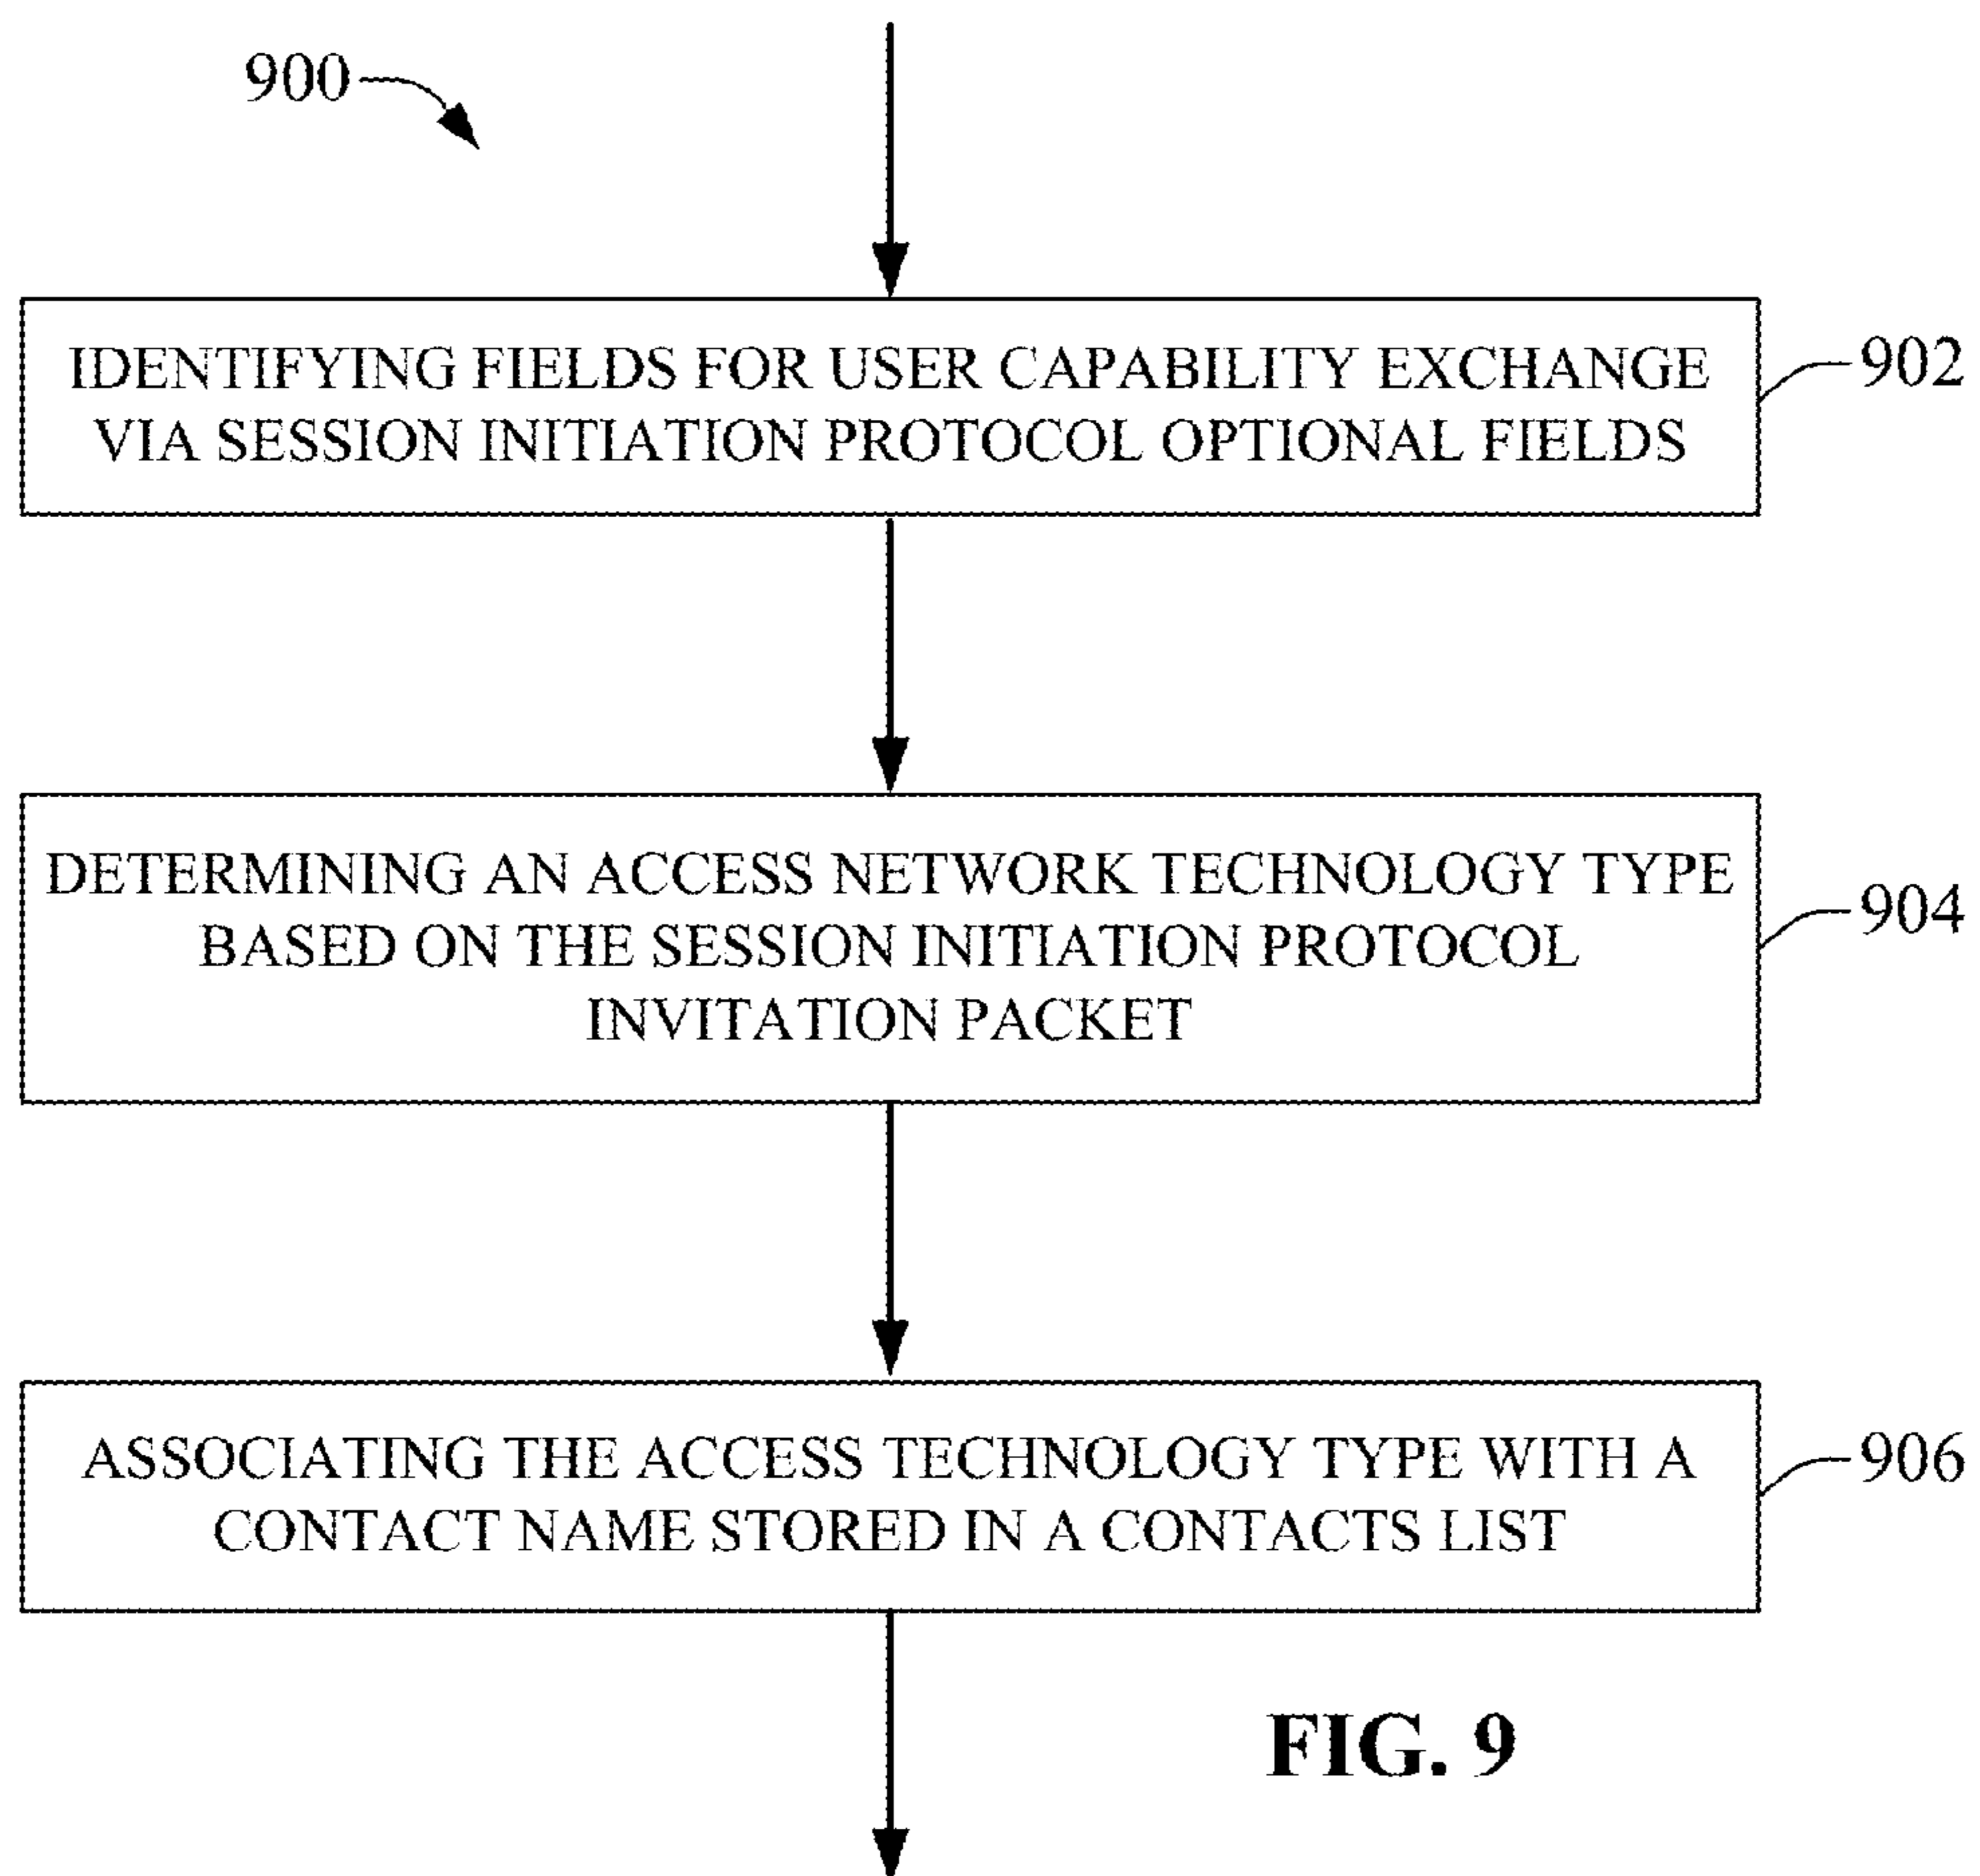 900
IDENTIFYING FIELDS FOR USER CAPABILITY EXCHANGE
VIA SESSION INITIATION PROTOCOL OPTIONAL FIELDS
902
DETERMINING AN ACCESS NETWORK TECHNOLOGY TYPE
BASED ON THE SESSION INITIATION PROTOCOL
INVITATION PACKET
904
ASSOCIATING THE ACCESS TECHNOLOGY TYPE WITH A
CONTACT NAME STORED IN A CONTACTS LIST
906
FIG. 9